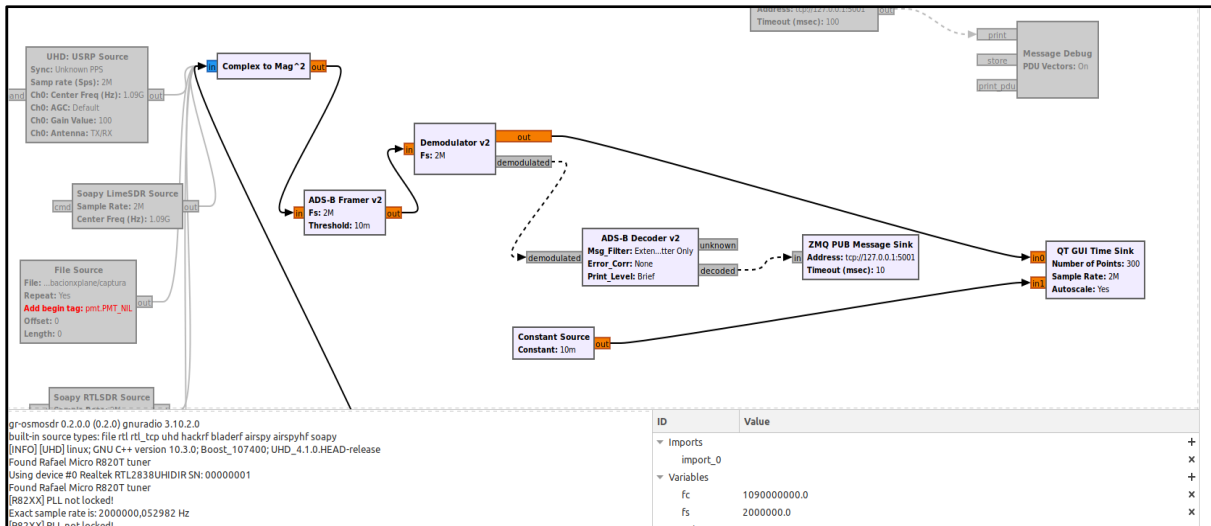 Address: tcp://127.0.0.1:5001
out
Timeout (msec): 100
print
Message Debug
store
PDU Vectors: On
print_pdu
UHD: USRP Source
Sync: Unknown PPS
Samp rate (Sps): 2M
Ch0: Center Freq (Hz): 1.09G
out
Ch0: AGC: Default
Ch0: Gain Value: 100
Ch0: Antenna: TX/RX
in
Complex to Mag^2
out
in
Demodulator v2
Fs: 2M
out
demodulated
cmd
Soapy LimeSDR Source
Sample Rate: 2M
Center Freq (Hz): 1.09G
out
in
ADS-B Framer v2
Fs: 2M
Threshold: 10m
out
demodulated
ADS-B Decoder v2
Msg_Filter: Exten...tter Only
Error_Corr: None
Print_Level: Brief
unknown
decoded
in
ZMQ PUB Message Sink
Address: tcp://127.0.0.1:5001
Timeout (msec): 10
in0
in1
QT GUI Time Sink
Number of Points: 300
Sample Rate: 2M
Autoscale: Yes
File Source
File: ...bacionxplane/captura
Repeat: Yes
Add begin tag: pmt.PMT_NIL
Offset: 0
Length: 0
out
Constant Source
Constant: 10m
out
Soapy RTLSDR Source
gr-osmosdr 0.2.0.0 (0.2.0) gnuradio 3.10.2.0
built-in source types: file rtl rtl_tcp uhd hackrf bladerf airspy airspyhf soapy
[INFO] [UHD] linux; GNU C++ version 10.3.0; Boost_107400; UHD_4.1.0.HEAD-release
Found Rafael Micro R820T tuner
Using device #0 Realtek RTL2838UHIDIR SN: 00000001
Found Rafael Micro R820T tuner
[R82XX] PLL not locked!
Exact sample rate is: 2000000,052982 Hz
[R82XX] PLL not locked!
ID Value
Imports +
import_0 ×
Variables +
fc 1090000000.0 ×
fs 2000000.0 ×